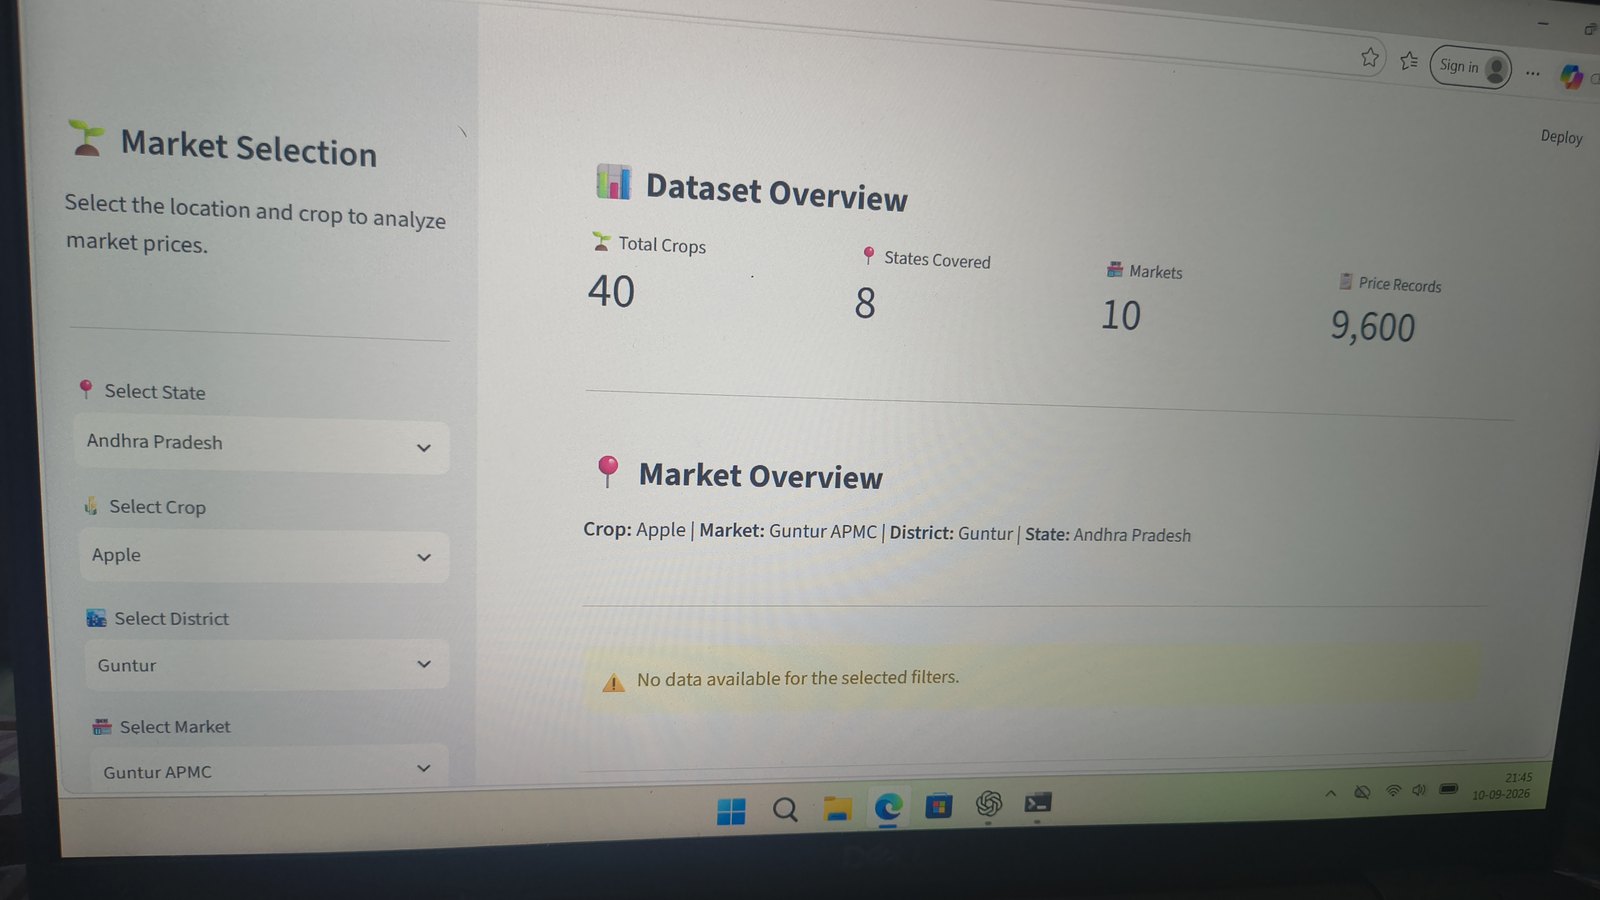 Sign in
Deploy
Market Selection
Select the location and crop to analyze
market prices.
Select State
Andhra Pradesh
Select Crop
Apple
Select District
Guntur
Select Market
Guntur APMC
Dataset Overview
Total Crops
40
States Covered
8
Markets
10
Price Records
9,600
Market Overview
Crop: Apple | Market: Guntur APMC | District: Guntur | State: Andhra Pradesh
No data available for the selected filters.
21:45
10-09-2026